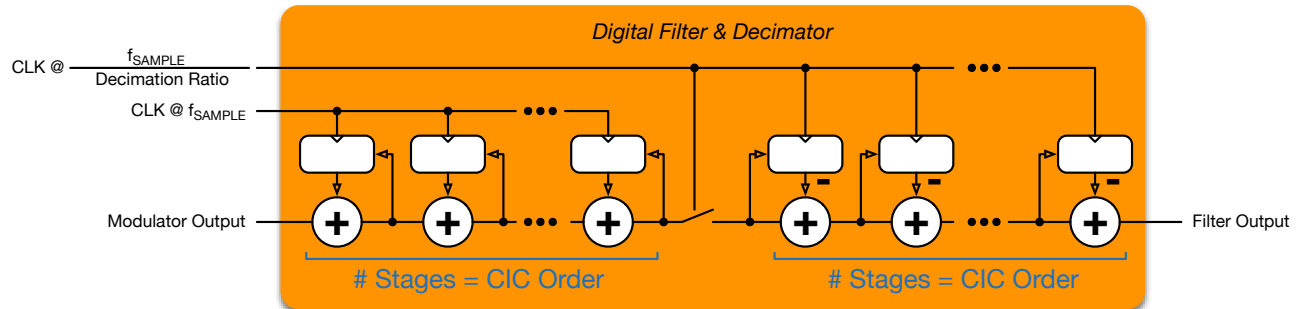 Digital Filter & Decimator
CLK @ fSAMPLE
Decimation Ratio
CLK @ fSAMPLE
Modulator Output
Filter Output
# Stages = CIC Order
# Stages = CIC Order